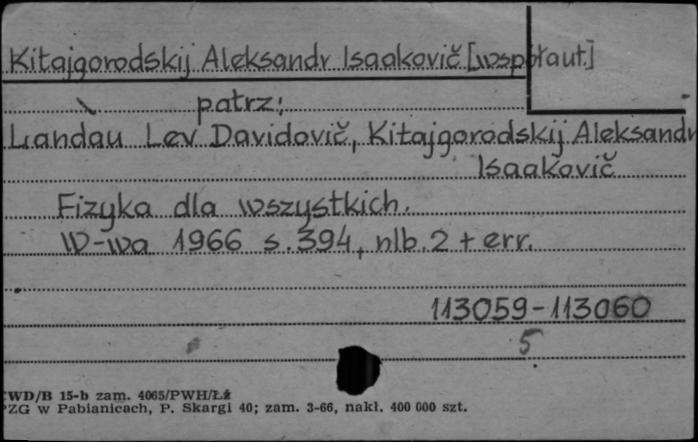 Kitajgorodskij Aleksandr Isaakovič [współaut.]
patrz:
Landau Lev Davidovič, Kitajgorodskij Aleksandr
Isaakovič
Fizyka dla wszystkich.
W-wa 1966 s. 394, nlb. 2 + err.
113059-113060
5
WD/B 15-b zam. 4065/PWH/Łź
PZG w Pabianicach, P. Skargi 40; zam. 3-66, nakł. 400 000 szt.